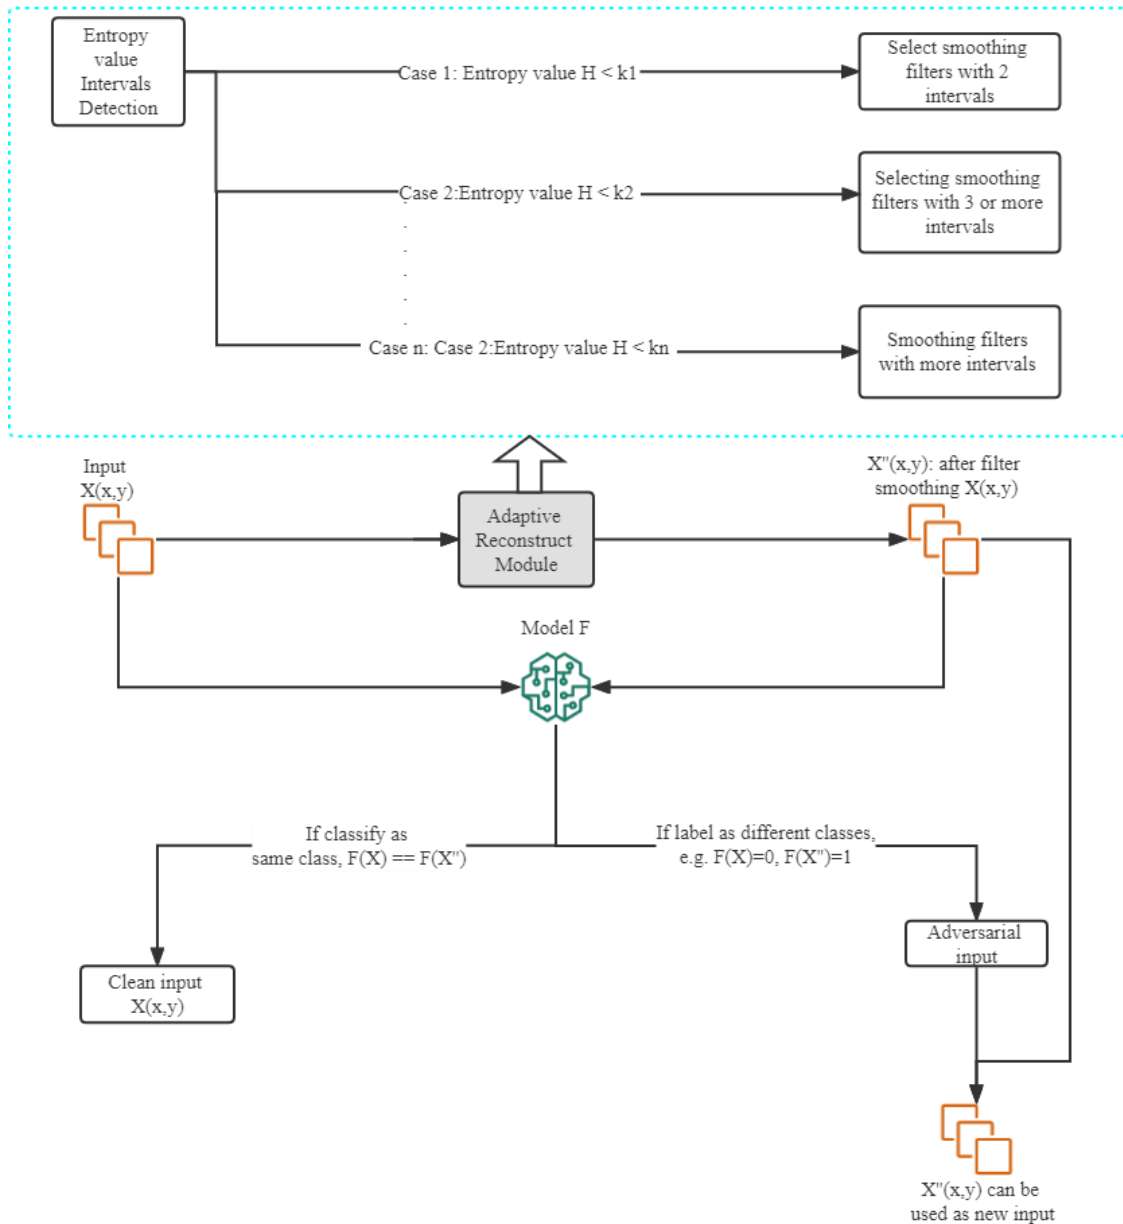 Entropy
value
Intervals
Detection
Case 1: Entropy value H < k1
Select smoothing
filters with 2
intervals
Case 2:Entropy value H < k2
Selecting smoothing
filters with 3 or more
intervals
Case n: Case 2:Entropy value H < kn
Smoothing filters
with more intervals
Input
X(x,y)
Adaptive
Reconstruct
Module
X"(x,y): after filter
smoothing X(x,y)
Model F
If classify as
same class, F(X) == F(X")
If label as different classes,
e.g. F(X)=0, F(X")=1
Clean input
X(x,y)
Adversarial
input
X"(x,y) can be
used as new input